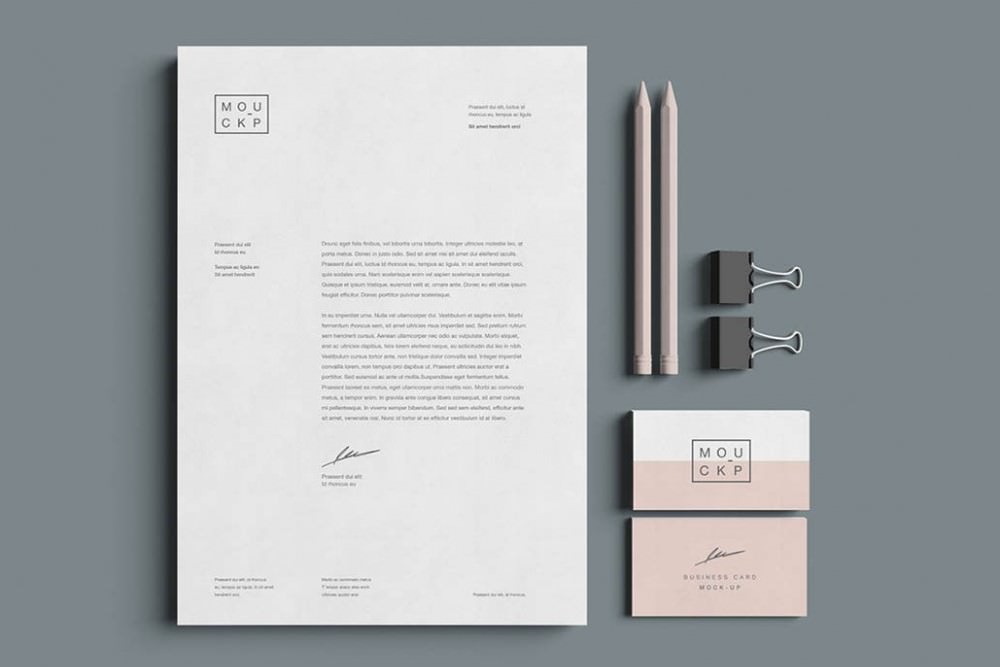 MOU
CKP
Praesent dui elit, luctus id
rhoncus eu, tempus ac ligula
Sit amet hendrerit orci
Praesent dui elit
Id rhoncus eu
Tempus ac ligula en
Sit amet hendrerit
Donec eget felis finibus, vel lobortis urna lobortis. Integer ultricies molestie leo, at
porta metus. Donec in justo odio. Sed sit amet nisi sit amet dui eleifend iaculis.
Praesent dui elit, luctus id rhoncus eu, tempus ac ligula. In sit amet hendrerit orci,
quis sodales urna. Nam scelerisque enim vel sapien scelerisque scelerisque.
Quisque et ipsum tristique, euismod velit at, ornare ante. Donec eu elit vitae ipsum
feugiat efficitur. Donec porttitor pulvinar scelerisque.
In eu imperdiet urna. Nulla vel ullamcorper dui. Vestibulum et sagittis enim. Morbi
fermentum rhoncus sem, sit amet ultricies risus imperdiet sed. Sed pretium rutrum
sem hendrerit cursus. Aenean ullamcorper nec odio ac vulputate. Morbi aliquet,
erat ac ultricies dapibus, felis lorem eleifend neque, eu sollicitudin dui leo in nibh.
Vestibulum cursus tortor ante, non tristique dolor convallis sed. Integer imperdiet
convallis lorem, non tempus orci dapibus ut. Praesent ultricies auctor erat a
porttitor. Sed euismod ac ante ut mollis.Suspendisse eget fermentum tellus.
Praesent laoreet ex metus, eget ullamcorper urna mattis non. Morbi ac commodo
metus, a tempor enim. In gravida ante congue libero consequat, sit amet cursus
mi pellentesque. In viverra semper bibendum. Sed sed sem eleifend, efficitur ante
sit amet, venenatis nisl. Nunc id tortor at ex efficitur vestibulum id at libero.
Praesent dui elit
Id rhoncus eu
Praesent dui elit, id rhoncus
eu, tempus ac ligula. In sit amet
hendrerit orci.
Morbi ac commodo metus
ultricies auctor erat.
Praesent dui elit, id rhoncus.
MOU
CKP
BUSINESS CARD
MOCK-UP